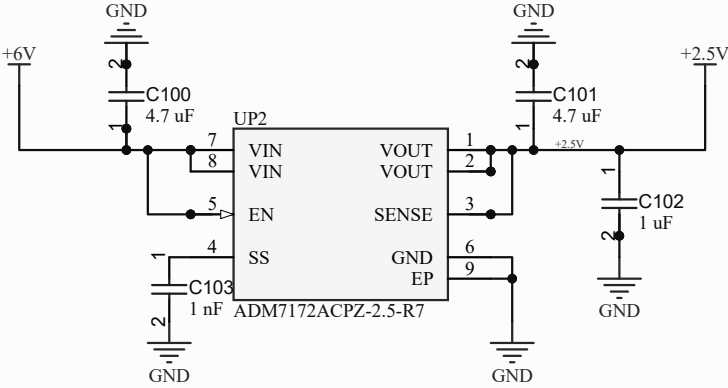 GND
GND
+6V
+2.5V
2
2
C100
4.7 uF
C101
4.7 uF
1
1
UP2
7
VIN
VOUT
1
+2.5V
8
VIN
VOUT
2
1
5
EN
SENSE
3
C102
1 uF
2
4
SS
GND
6
1
EP
9
C103
1 nF
ADM7172ACPZ-2.5-R7
2
GND
GND
GND